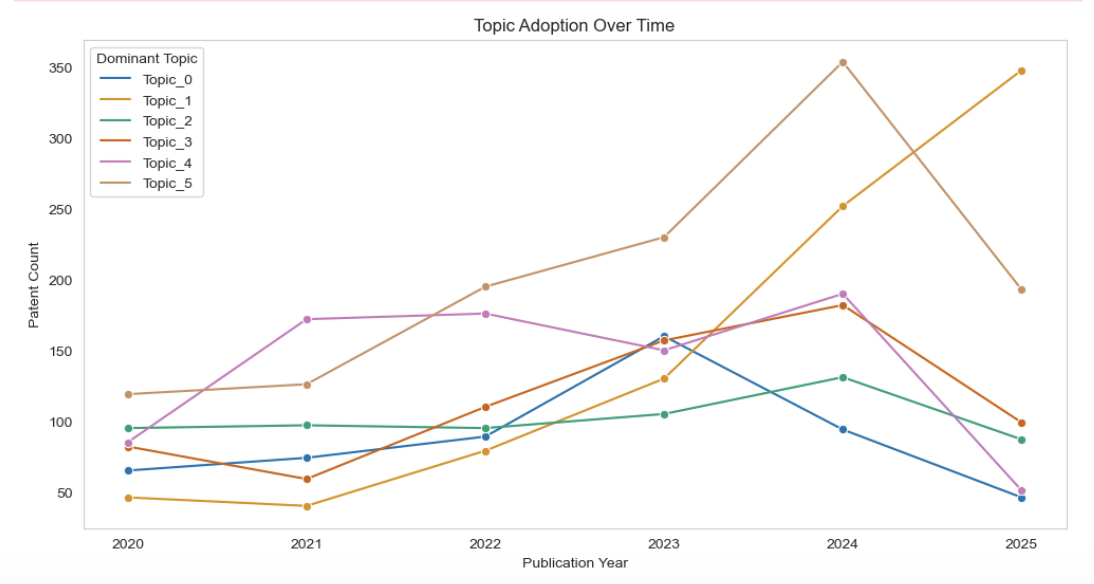 Topic Adoption Over Time
Dominant Topic
Topic_0
Topic_1
Topic_2
Topic_3
Topic_4
Topic_5
350
300
250
200
150
100
50
Patent Count
2020 2021 2022 2023 2024 2025
Publication Year